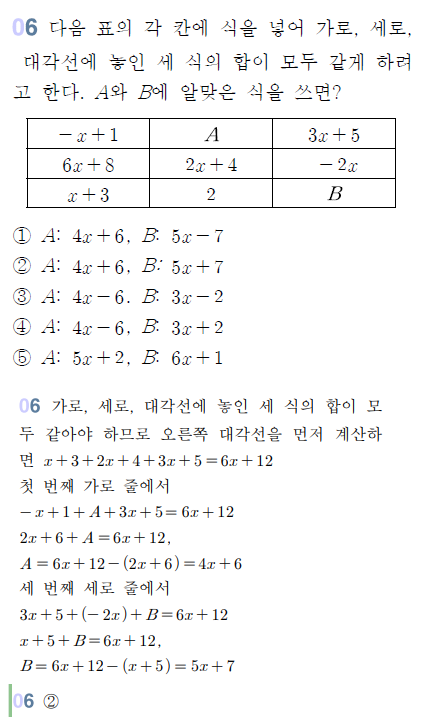 06 다음 표의 각 칸에 식을 넣어 가로, 세로,
대각선에 놓인 세 식의 합이 모두 같게 하려
고 한다. A와 B에 알맞은 식을 쓰면?
-x+1 A 3x+5
6x+8 2x+4 -2x
x+3 2 B
① A: 4x+6, B: 5x-7
② A: 4x+6, B: 5x+7
③ A: 4x-6. B: 3x-2
④ A: 4x-6, B: 3x+2
⑤ A: 5x+2, B: 6x+1
06 가로, 세로, 대각선에 놓인 세 식의 합이 모
두 같아야 하므로 오른쪽 대각선을 먼저 계산하
면 x+3+2x+4+3x+5=6x+12
첫 번째 가로 줄에서
-x+1+A+3x+5=6x+12
2x+6+A=6x+12,
A=6x+12-(2x+6)=4x+6
세 번째 세로 줄에서
3x+5+(-2x)+B=6x+12
x+5+B=6x+12,
B=6x+12-(x+5)=5x+7
06 ②